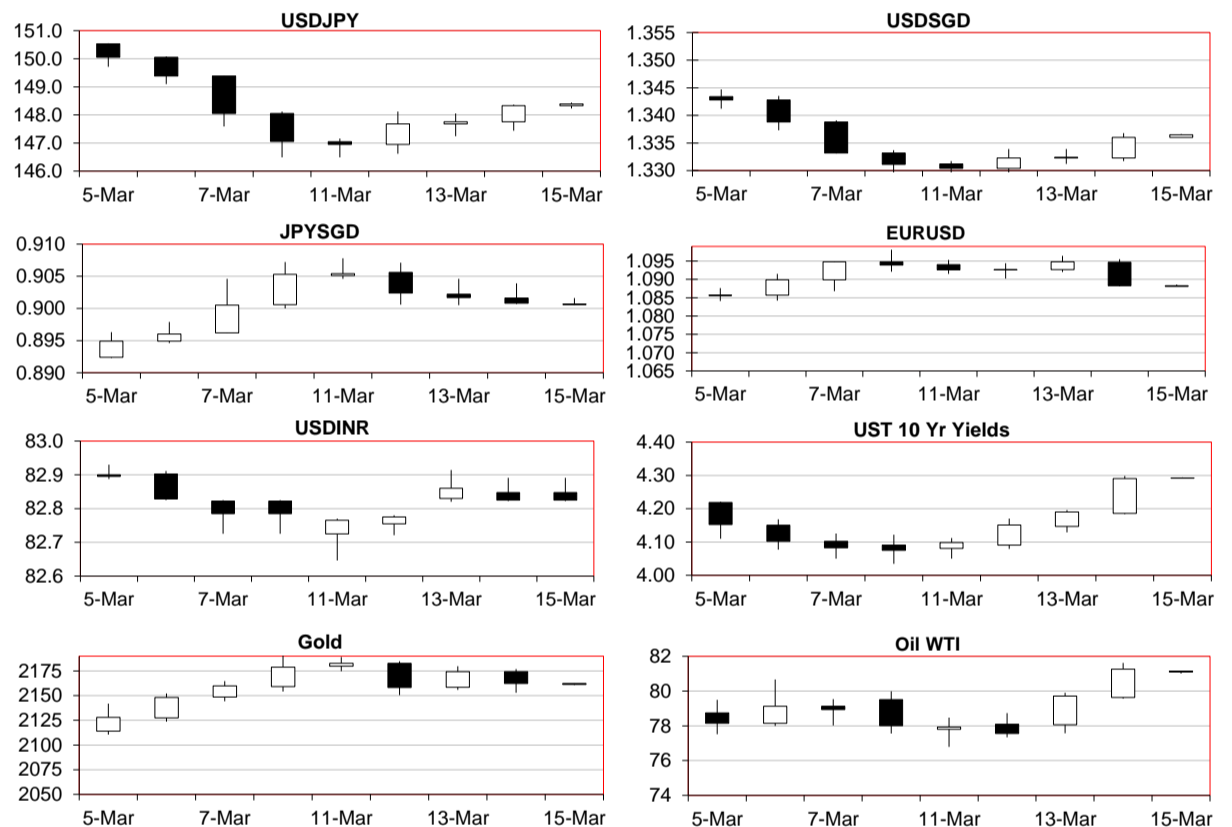 USDJPY
151.0
150.0
149.0
148.0
147.0
146.0
5-Mar 7-Mar 11-Mar 13-Mar 15-Mar
USDSGD
1.355
1.350
1.345
1.340
1.335
1.330
5-Mar 7-Mar 11-Mar 13-Mar 15-Mar
JPYSGD
0.910
0.905
0.900
0.895
0.890
5-Mar 7-Mar 11-Mar 13-Mar 15-Mar
EURUSD
1.095
1.090
1.085
1.080
1.075
1.070
1.065
5-Mar 7-Mar 11-Mar 13-Mar 15-Mar
USDINR
83.0
82.9
82.8
82.7
82.6
5-Mar 7-Mar 11-Mar 13-Mar 15-Mar
UST 10 Yr Yields
4.40
4.30
4.20
4.10
4.00
5-Mar 7-Mar 11-Mar 13-Mar 15-Mar
Gold
2175
2150
2125
2100
2075
2050
5-Mar 7-Mar 11-Mar 13-Mar 15-Mar
Oil WTI
82
80
78
76
74
5-Mar 7-Mar 11-Mar 13-Mar 15-Mar